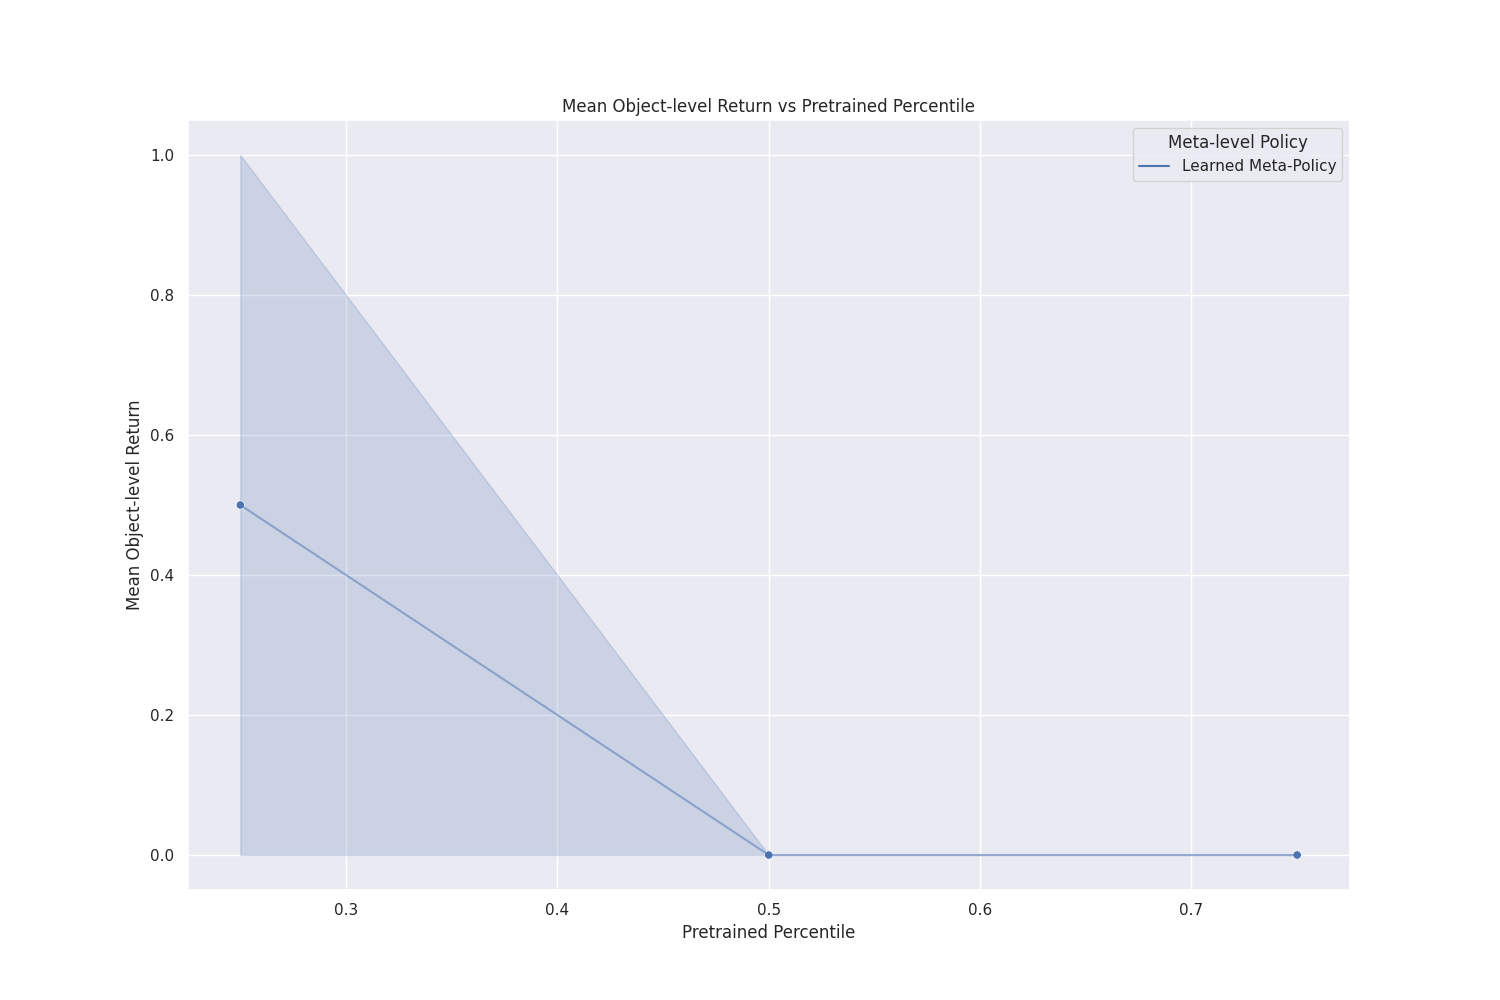 Mean Object-level Return vs Pretrained Percentile
Meta-level Policy
Learned Meta-Policy
1.0
0.8
0.6
0.4
0.2
0.0
Mean Object-level Return
0.3 0.4 0.5 0.6 0.7
Pretrained Percentile